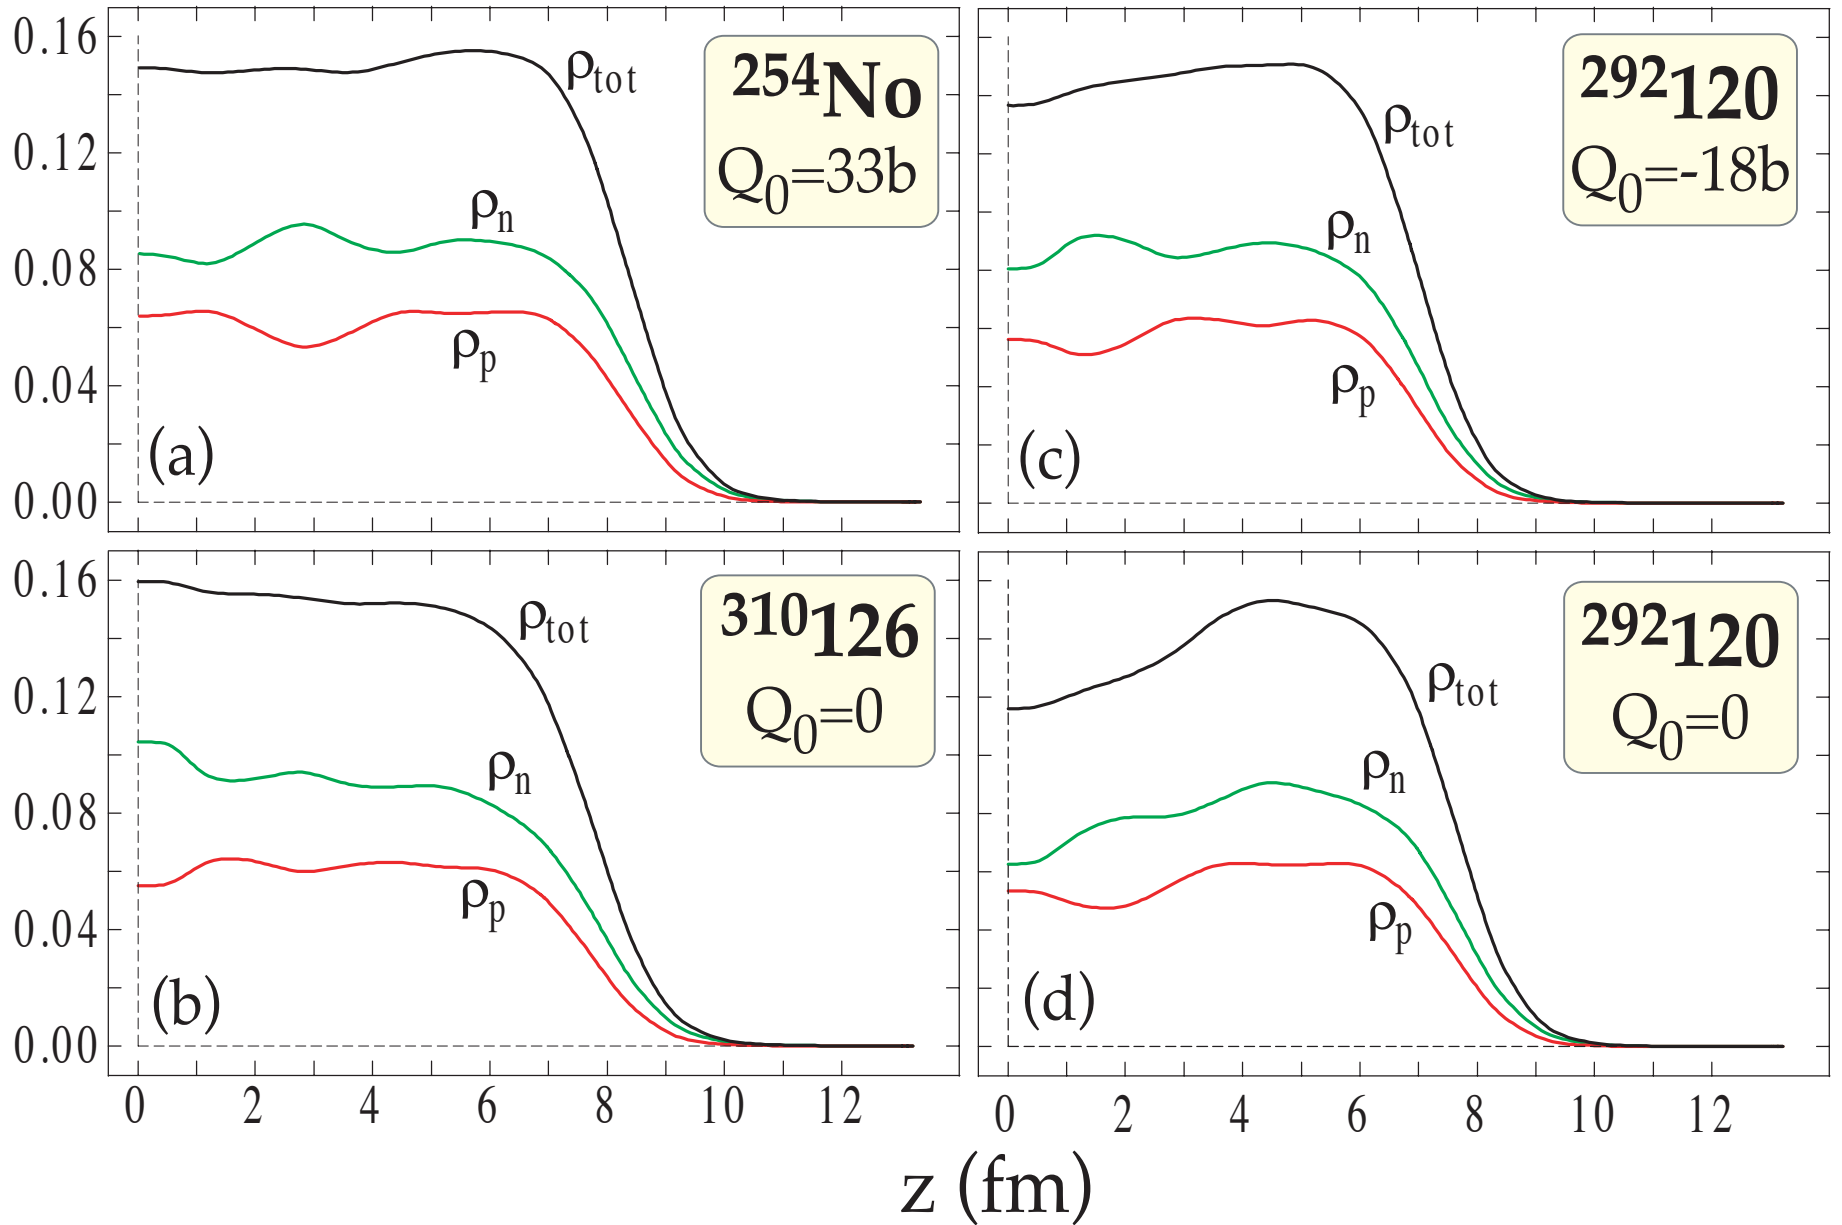 0.16
0.12
0.08
0.04
0.00
ρtot
ρn
ρp
(a)
²⁵⁴No
Q₀=33b
ρtot
ρn
ρp
(c)
²⁹²120
Q₀=-18b
0.16
0.12
0.08
0.04
0.00
ρtot
ρn
ρp
(b)
³¹⁰126
Q₀=0
ρtot
ρn
ρp
(d)
²⁹²120
Q₀=0
0 2 4 6 8 10 12
0 2 4 6 8 10 12
z (fm)